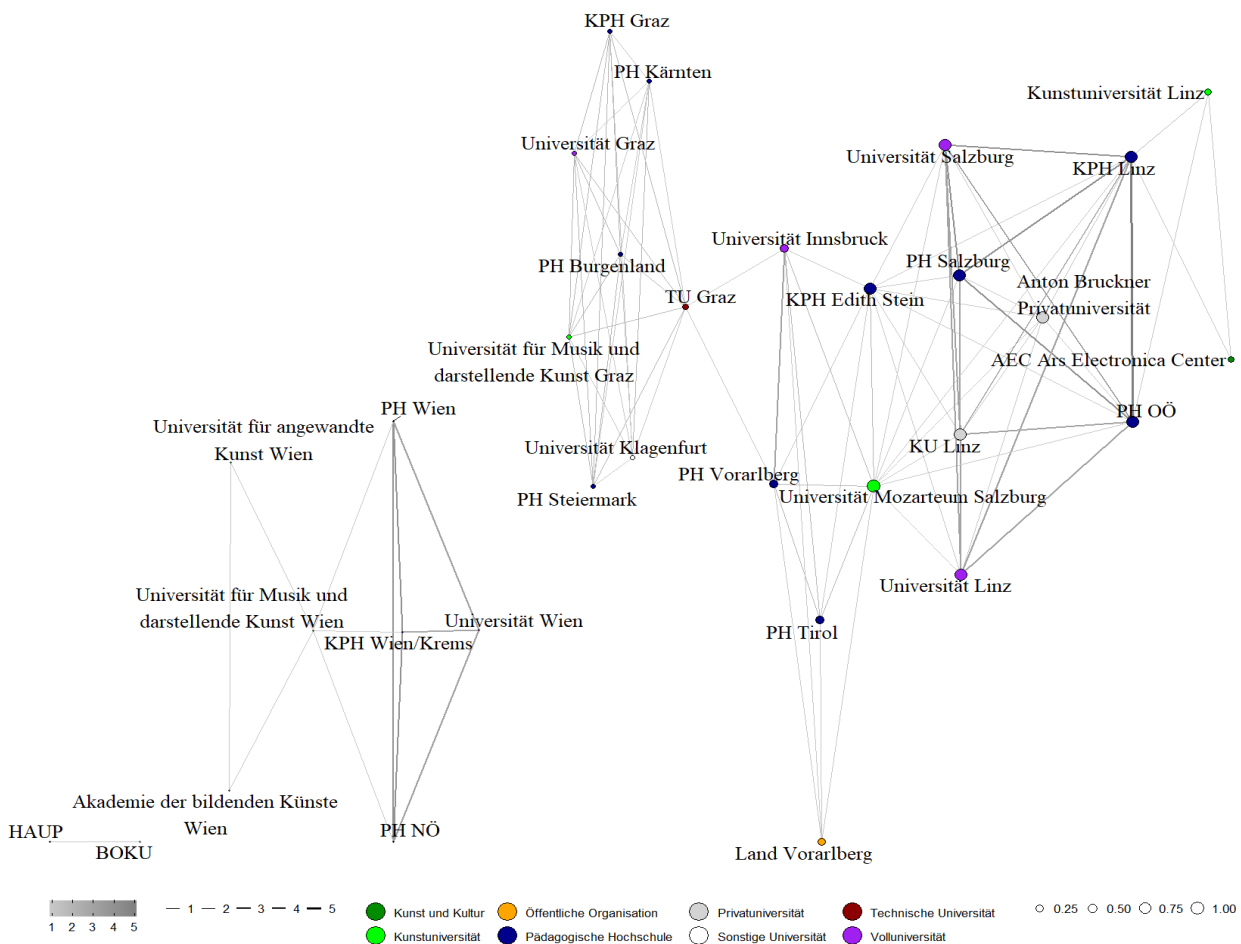 KPH Graz
PH Kärnten
Kunstuniversität Linz
Universität Graz
Universität Salzburg
KPH Linz
Universität Innsbruck
PH Burgenland
PH Salzburg
Anton Bruckner
Privatuniversität
TU Graz
KPH Edith Stein
Universität für Musik und
darstellende Kunst Graz
AEC Ars Electronica Center
PH Wien
PH OÖ
Universität für angewandte
Kunst Wien
Universität Klagenfurt
KU Linz
PH Vorarlberg
PH Steiermark
Universität Mozarteum Salzburg
Universität Linz
Universität für Musik und
darstellende Kunst Wien
Universität Wien
KPH Wien/Krems
PH Tirol
Akademie der bildenden Künste
Wien
HAUP
PH NÖ
BOKU
Land Vorarlberg
1 2 3 4 5
1 2 3 4 5
Kunst und Kultur
Öffentliche Organisation
Privatuniversität
Technische Universität
Kunstuniversität
Pädagogische Hochschule
Sonstige Universität
Volluniversität
0.25 0.50 0.75 1.00